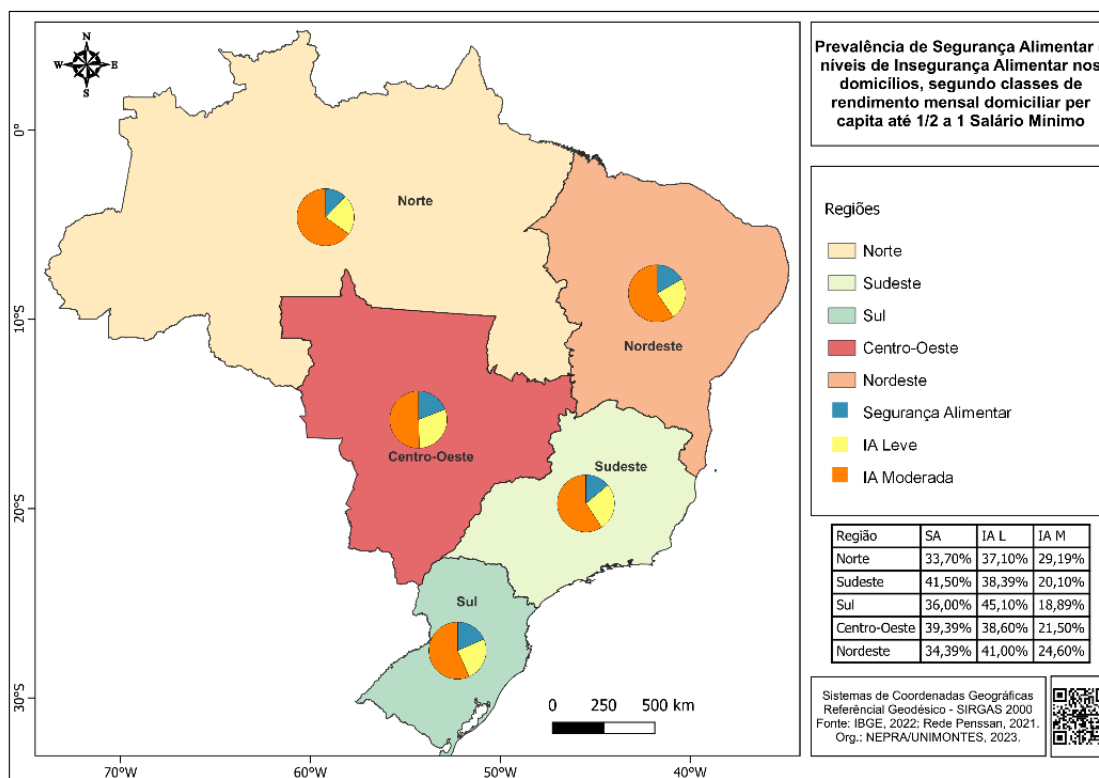 N
W E
S
0°
10°S
20°S
30°S
70°W 60°W 50°W 40°W
Norte
Nordeste
Centro-Oeste
Sudeste
Sul
0 250 500 km
Prevalência de Segurança Alimentar
níveis de Insegurança Alimentar nos
domicílios, segundo classes de
rendimento mensal domiciliar per
capita até 1/2 a 1 Salário Mínimo
Regiões
Norte
Sudeste
Sul
Centro-Oeste
Nordeste
Segurança Alimentar
IA Leve
IA Moderada
Região SA IA L IA M
Norte 33,70% 37,10% 29,19%
Sudeste 41,50% 38,39% 20,10%
Sul 36,00% 45,10% 18,89%
Centro-Oeste 39,39% 38,60% 21,50%
Nordeste 34,39% 41,00% 24,60%
Sistemas de Coordenadas Geográficas
Referêncial Geodésico - SIRGAS 2000
Fonte: IBGE, 2022; Rede Penssan, 2021.
Org.: NEPRA/UNIMONTES, 2023.